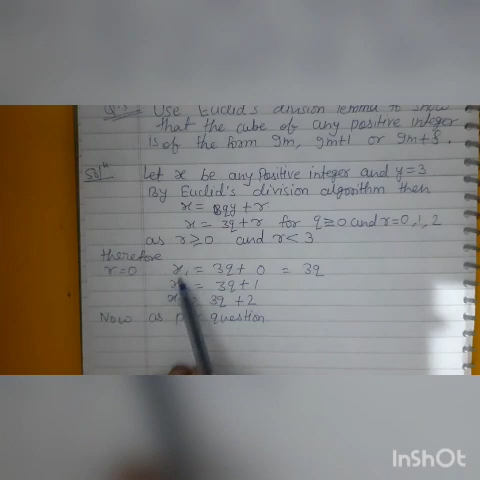 Use Euclid's division lemma to show
that the cube of any positive integer
is of the form 9m, 9m+1 or 9m+8.
Solⁿ Let x be any Positive integer and y=3
By Euclid's division algorithm then
x= qy+r
x= 3q+r for q≥0 and r=0,1,2
as r≥0 and r<3
therefore
r=0 x, = 3q+ 0 = 3q
= 3q+1
3q+2
Now as question
InShOt